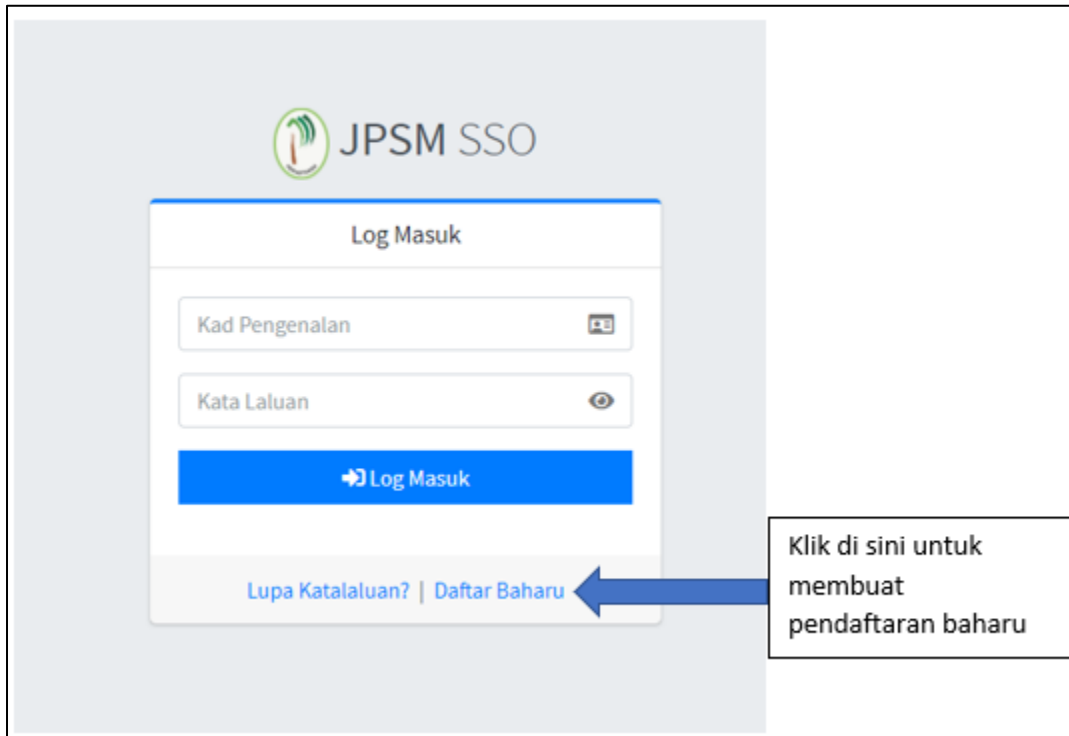 JPSM SSO
Log Masuk
Kad Pengenalan
Kata Laluan
Log Masuk
Lupa Katalaluan? | Daftar Baharu
Klik di sini untuk
membuat
pendaftaran baharu